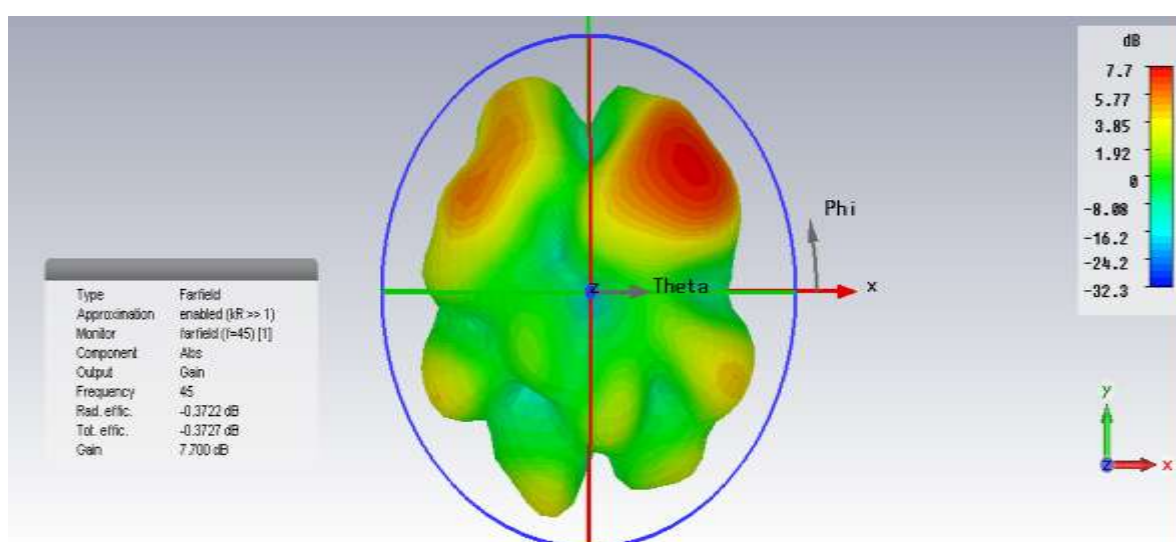 dB
7.7
5.77
3.85
1.92
0
-8.08
-16.2
-24.2
-32.3
Phi
z
Theta
x
Type Farfield
Approximation enabled (kR >> 1)
Monitor farfield (f=45) [1]
Component Abs
Output Gain
Frequency 45
Rad. effic. -0.3722 dB
Tot. effic. -0.3727 dB
Gain 7.700 dB
y
z
x